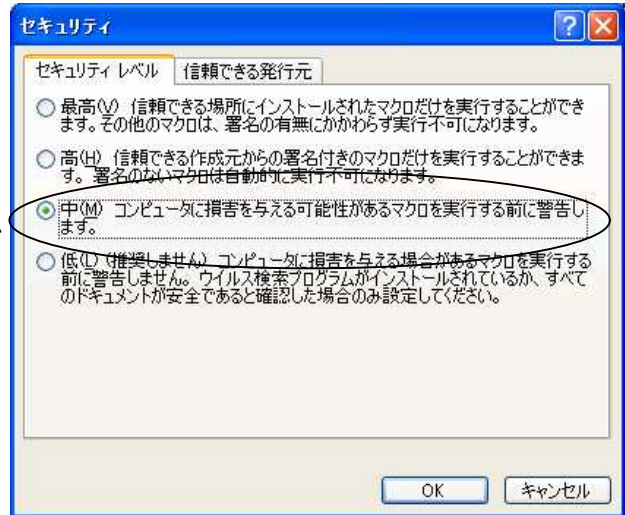 セキュリティ
セキュリティ レベル
信頼できる発行元
最高(V) 信頼できる場所にインストールされたマクロだけを実行することができ
ます。その他のマクロは、署名の有無にかかわらず実行不可になります。
高(H) 信頼できる作成元からの署名付きのマクロだけを実行することができま
す。署名のないマクロは自動的に実行不可になります。
中(M) コンピュータに損害を与える可能性があるマクロを実行する前に警告し
ます。
低(L) (推奨しません) コンピュータに損害を与える場合があるマクロを実行する
前に警告しません。ウイルス検索プログラムがインストールされているか、すべて
のドキュメントが安全であると確認した場合のみ設定してください。
OK
キャンセル